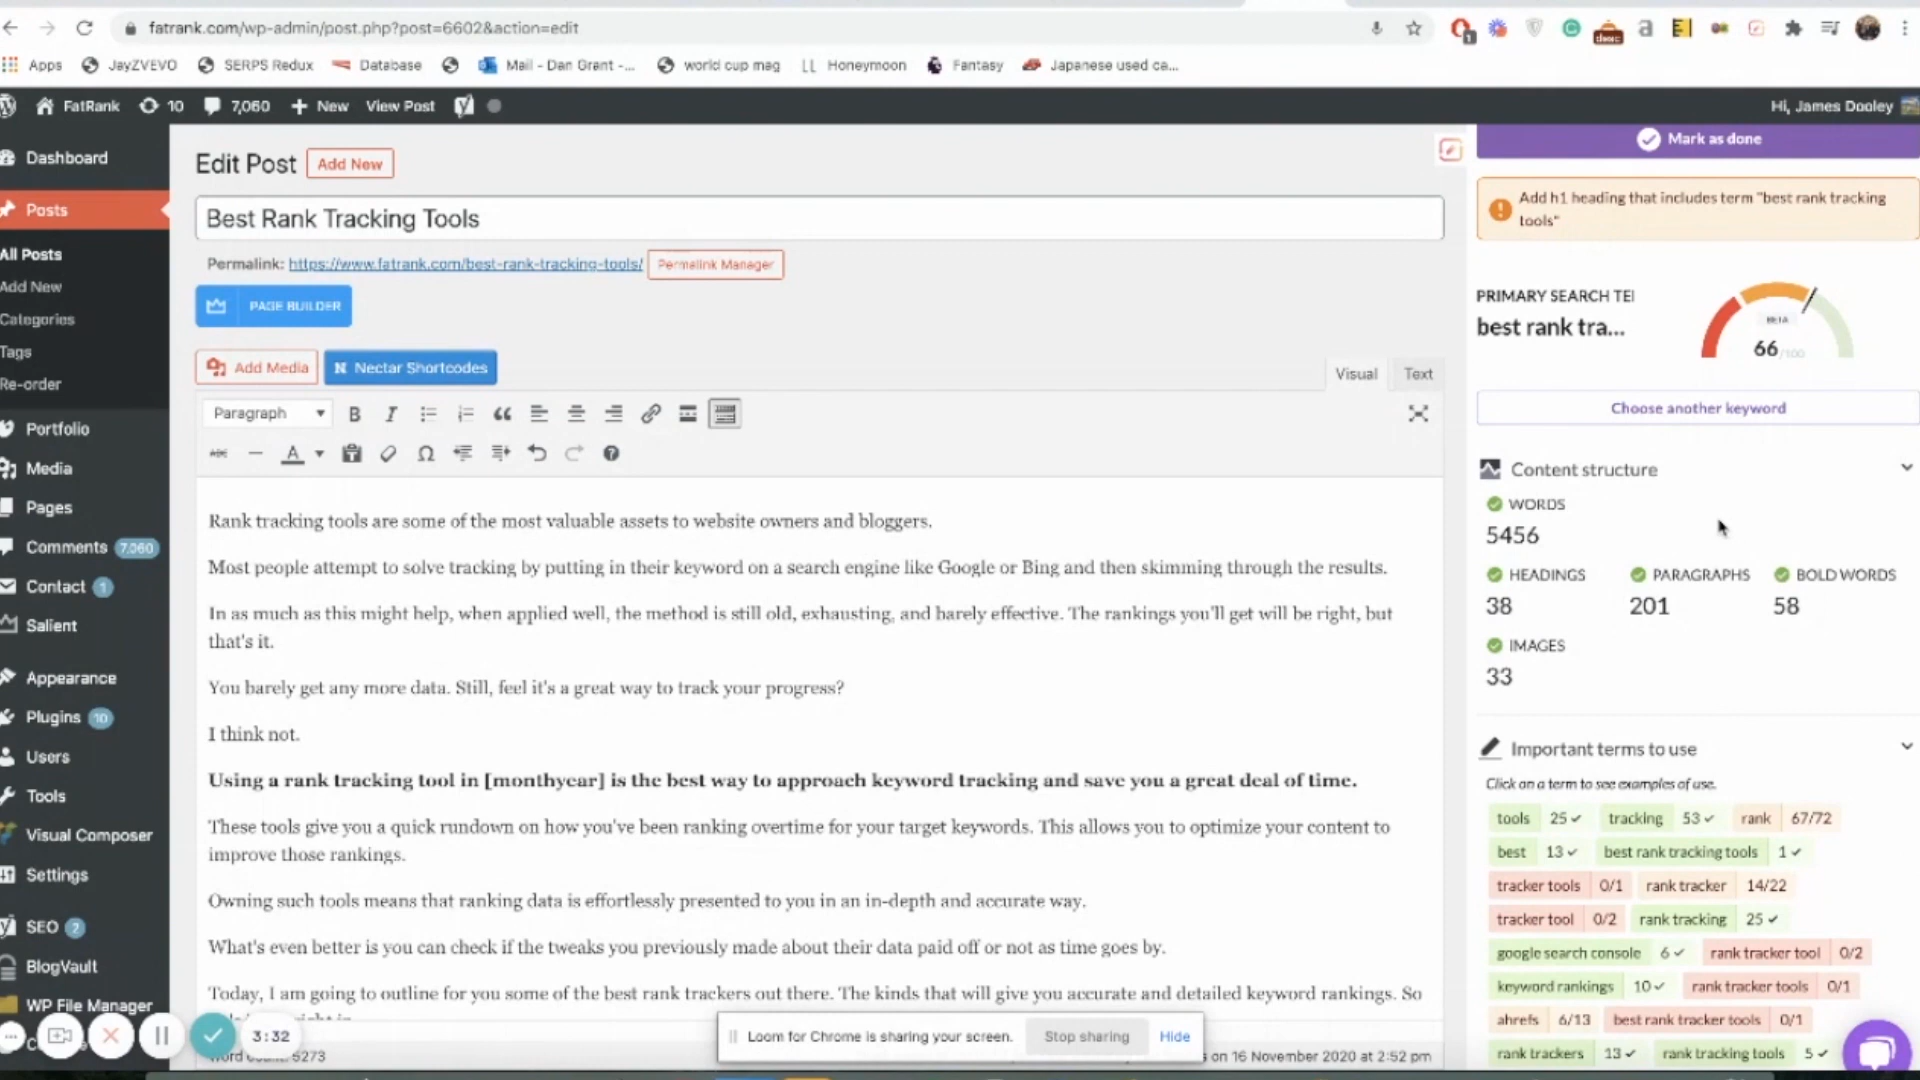 fatrank.com/wp-admin/post.php?post=6602&action=edit
Apps JayZVEVO SERPS Redux Database Mail - Dan Grant -... world cup mag Honeymoon Fantasy Japanese used ca...
FatRank 10 7,060 + New View Post Hi, James Dooley
Dashboard
Posts
All Posts
Add New
Categories
Tags
Re-order
Portfolio
Media
Pages
Comments 7,060
Contact 1
Salient
Appearance
Plugins 10
Users
Tools
Visual Composer
Settings
SEO 2
BlogVault
WP File Manager
Edit Post Add New
Best Rank Tracking Tools
Permalink: https://www.fatrank.com/best-rank-tracking-tools/ Permalink Manager
PAGE BUILDER
Add Media Nectar Shortcodes
Visual Text
Paragraph B I
ABC A
Rank tracking tools are some of the most valuable assets to website owners and bloggers.
Most people attempt to solve tracking by putting in their keyword on a search engine like Google or Bing and then skimming through the results.
In as much as this might help, when applied well, the method is still old, exhausting, and barely effective. The rankings you'll get will be right, but
that's it.
You barely get any more data. Still, feel it's a great way to track your progress?
I think not.
Using a rank tracking tool in [monthyear] is the best way to approach keyword tracking and save you a great deal of time.
These tools give you a quick rundown on how you've been ranking overtime for your target keywords. This allows you to optimize your content to
improve those rankings.
Owning such tools means that ranking data is effortlessly presented to you in an in-depth and accurate way.
What's even better is you can check if the tweaks you previously made about their data paid off or not as time goes by.
Today, I am going to outline for you some of the best rank trackers out there. The kinds that will give you accurate and detailed keyword rankings. So
Word count: 5273
on 16 November 2020 at 2:52 pm
3:32
Loom for Chrome is sharing your screen. Stop sharing Hide
Mark as done
Add h1 heading that includes term "best rank tracking
tools"
PRIMARY SEARCH TE
best rank tra...
BETA
66 /100
Choose another keyword
Content structure
WORDS
5456
HEADINGS PARAGRAPHS BOLD WORDS
38 201 58
IMAGES
33
Important terms to use
Click on a term to see examples of use.
tools 25 tracking 53 rank 67/72
best 13 best rank tracking tools 1
tracker tools 0/1 rank tracker 14/22
tracker tool 0/2 rank tracking 25
google search console 6 rank tracker tool 0/2
keyword rankings 10 rank tracker tools 0/1
ahrefs 6/13 best rank tracker tools 0/1
rank trackers 13 rank tracking tools 5